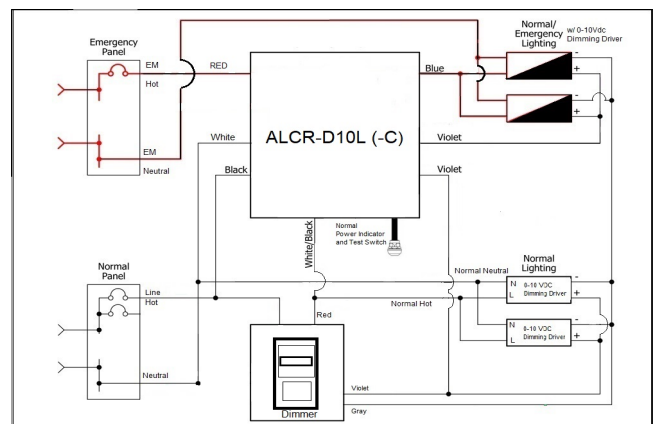 Emergency
Panel
EM
Hot
RED
EM
Neutral
White
Black
ALCR-D10L (-C)
Blue
Violet
Violet
Normal/
Emergency
Lighting
w/ 0-10Vdc
Dimming Driver
-
+
-
+
Normal
Power Indicator
and Test Switch
White/Black
Normal
Panel
Line
Hot
Neutral
Red
Normal Neutral
Normal Hot
Normal
Lighting
N
L
0-10 VDC
Dimming Driver
-
+
N
L
0-10 VDC
Dimming Driver
-
+
Dimmer
Violet
Gray